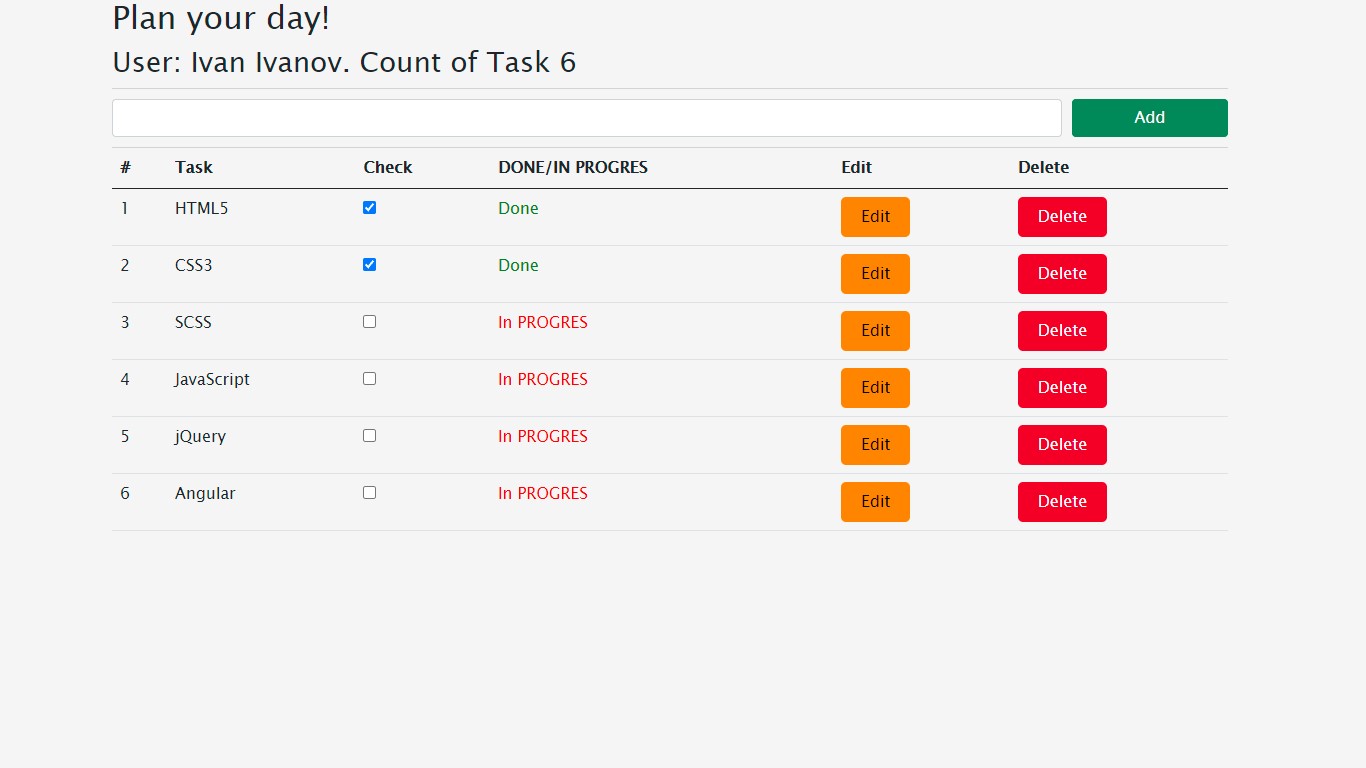 Plan your day!
User: Ivan Ivanov. Count of Task 6
Add
# Task Check DONE/IN PROGRES Edit Delete
1 HTML5 Done Edit Delete
2 CSS3 Done Edit Delete
3 SCSS In PROGRES Edit Delete
4 JavaScript In PROGRES Edit Delete
5 jQuery In PROGRES Edit Delete
6 Angular In PROGRES Edit Delete